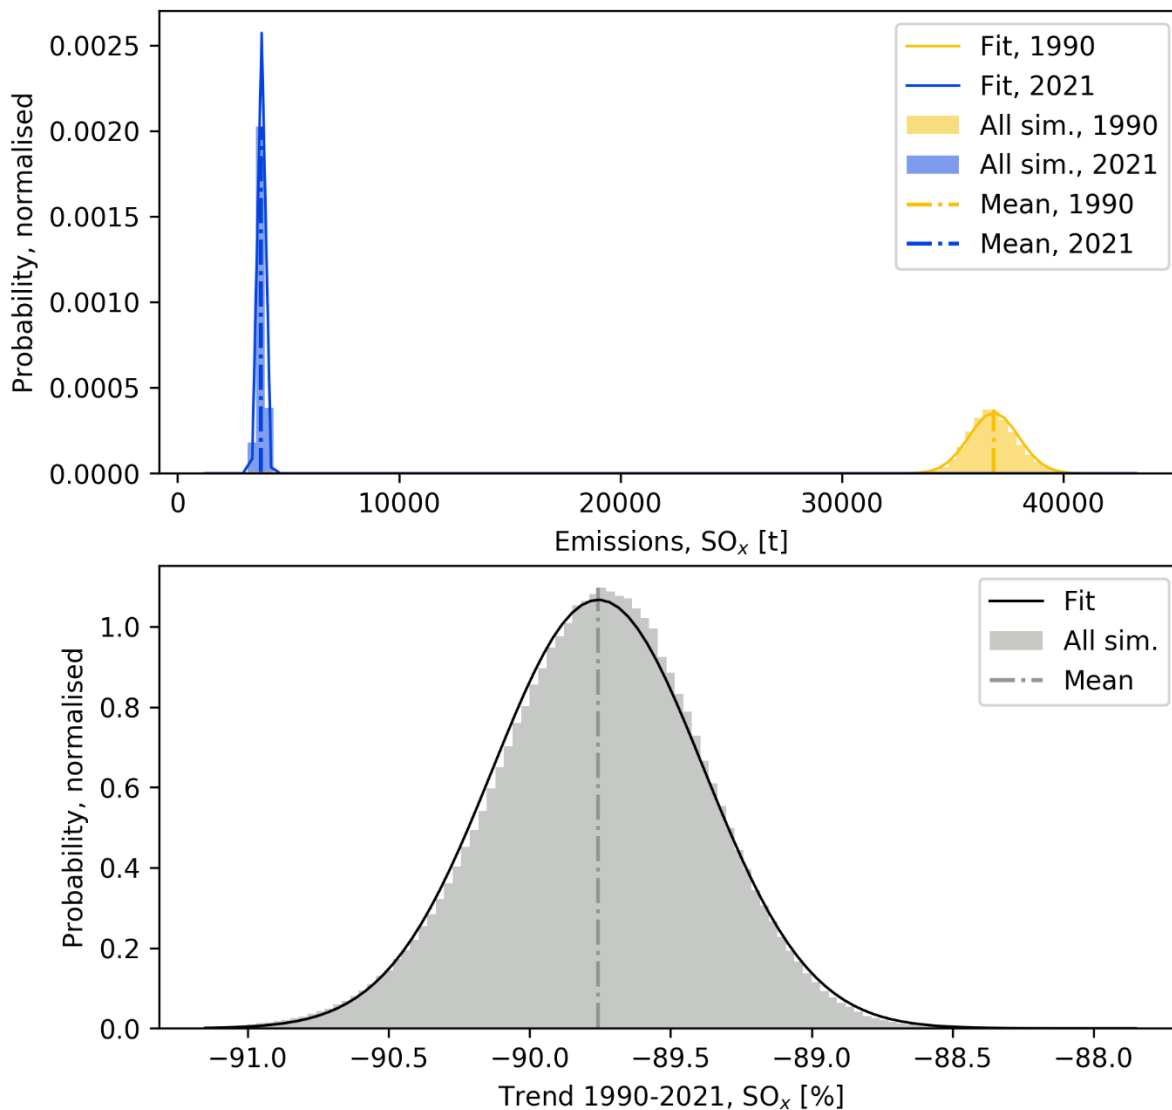 0.0025
0.0020
0.0015
0.0010
0.0005
0.0000
Probability, normalised
Fit, 1990
Fit, 2021
All sim., 1990
All sim., 2021
Mean, 1990
Mean, 2021
0 10000 20000 30000 40000
Emissions, SOₓ [t]
1.0
0.8
0.6
0.4
0.2
0.0
Probability, normalised
Fit
All sim.
Mean
−91.0 −90.5 −90.0 −89.5 −89.0 −88.5 −88.0
Trend 1990-2021, SOₓ [%]